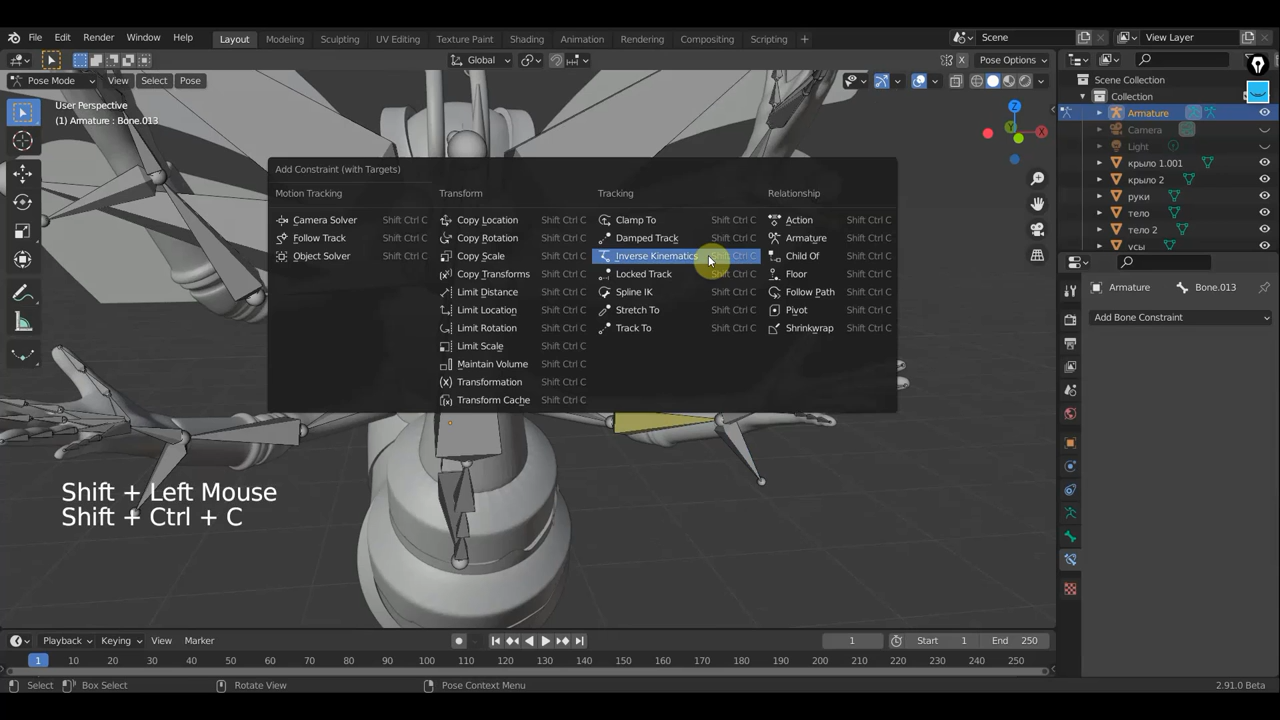 File Edit Render Window Help
Layout Modeling Sculpting UV Editing Texture Paint Shading Animation Rendering Compositing Scripting +
Scene
View Layer
Global
Pose Options
Pose Mode View Select Pose
X
User Perspective
(1) Armature : Bone.013
Z
Y
X
Scene Collection
Collection
Armature
Camera
Light
крыло 1.001
крыло 2
руки
тело
тело 2
усы
Add Constraint (with Targets)
Motion Tracking
Camera Solver Shift Ctrl C
Follow Track Shift Ctrl C
Object Solver Shift Ctrl C
Transform
Copy Location Shift Ctrl C
Copy Rotation Shift Ctrl C
Copy Scale Shift Ctrl C
Copy Transforms Shift Ctrl C
Limit Distance Shift Ctrl C
Limit Location Shift Ctrl C
Limit Rotation Shift Ctrl C
Limit Scale Shift Ctrl C
Maintain Volume Shift Ctrl C
Transformation Shift Ctrl C
Transform Cache Shift Ctrl C
Tracking
Clamp To Shift Ctrl C
Damped Track Shift Ctrl C
Inverse Kinematics Shift Ctrl C
Locked Track Shift Ctrl C
Spline IK Shift Ctrl C
Stretch To Shift Ctrl C
Track To Shift Ctrl C
Relationship
Action Shift Ctrl C
Armature Shift Ctrl C
Child Of Shift Ctrl C
Floor Shift Ctrl C
Follow Path Shift Ctrl C
Pivot Shift Ctrl C
Shrinkwrap Shift Ctrl C
Armature Bone.013
Add Bone Constraint
Shift + Left Mouse
Shift + Ctrl + C
Playback Keying View Marker
1 Start 1 End 250
1 10 20 30 40 50 60 70 80 90 100 110 120 130 140 150 160 170 180 190 200 210 220 230 240 250
Select Box Select Rotate View Pose Context Menu 2.91.0 Beta